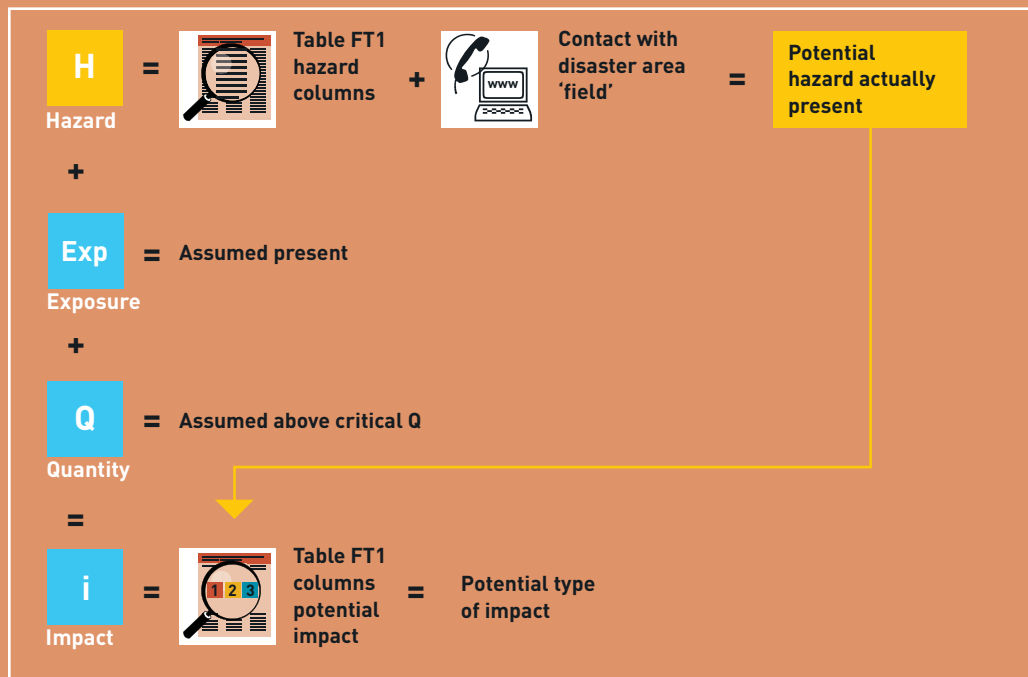 H
=
Table FT1
hazard
columns
+
www
Contact with
disaster area
‘field’
=
Potential
hazard actually
present
Hazard
+
Exp
=
Assumed present
Exposure
+
Q
=
Assumed above critical Q
Quantity
=
i
=
1 2 3
Table FT1
columns
potential
impact
=
Potential type
of impact
Impact